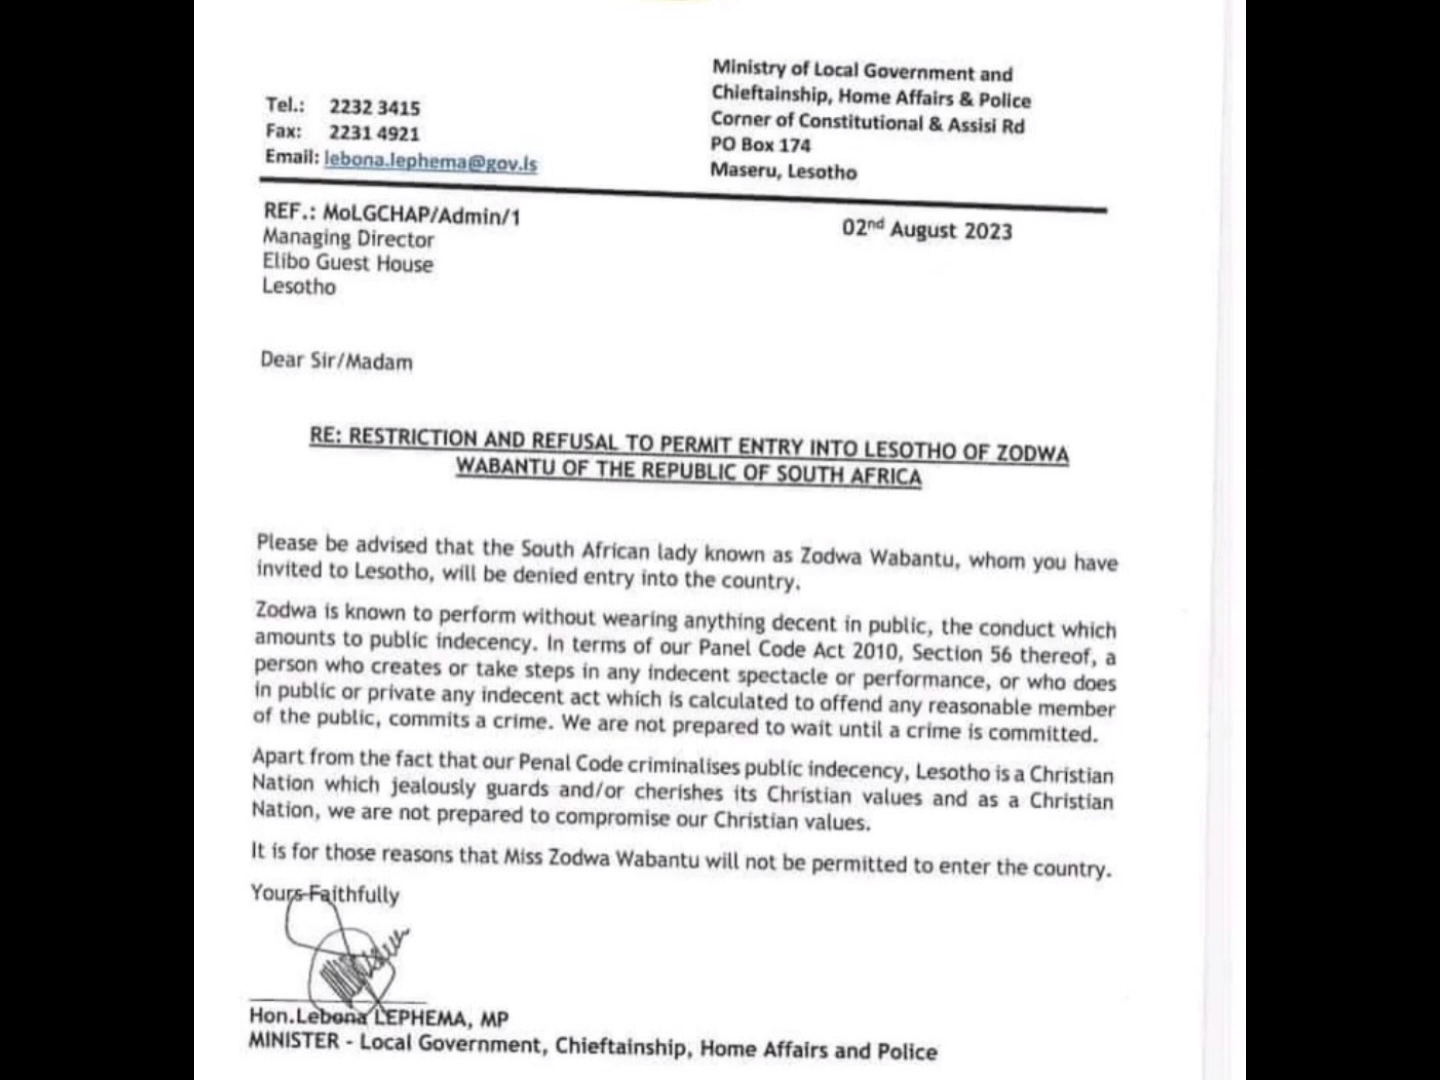 Tel.: 2232 3415
Fax: 2231 4921
Email: lebona.lephema@gov.ls
Ministry of Local Government and
Chieftainship, Home Affairs & Police
Corner of Constitutional & Assisi Rd
PO Box 174
Maseru, Lesotho
REF.: MoLGCHAP/Admin/1
02nd August 2023
Managing Director
Elibo Guest House
Lesotho
Dear Sir/Madam
RE: RESTRICTION AND REFUSAL TO PERMIT ENTRY INTO LESOTHO OF ZODWA
WABANTU OF THE REPUBLIC OF SOUTH AFRICA
Please be advised that the South African lady known as Zodwa Wabantu, whom you have
invited to Lesotho, will be denied entry into the country.
Zodwa is known to perform without wearing anything decent in public, the conduct which
amounts to public indecency. In terms of our Panel Code Act 2010, Section 56 thereof, a
person who creates or take steps in any indecent spectacle or performance, or who does
in public or private any indecent act which is calculated to offend any reasonable member
of the public, commits a crime. We are not prepared to wait until a crime is committed.
Apart from the fact that our Penal Code criminalises public indecency, Lesotho is a Christian
Nation which jealously guards and/or cherishes its Christian values and as a Christian
Nation, we are not prepared to compromise our Christian values.
It is for those reasons that Miss Zodwa Wabantu will not be permitted to enter the country.
Yours Faithfully
Hon.Lebona LEPHEMA, MP
MINISTER - Local Government, Chieftainship, Home Affairs and Police